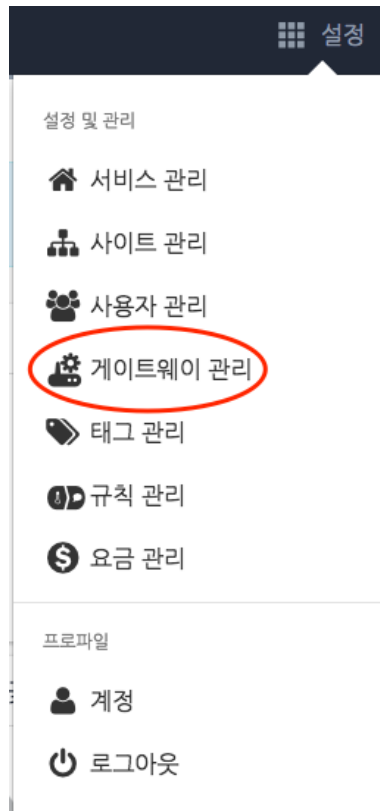 설정
설정 및 관리
서비스 관리
사이트 관리
사용자 관리
게이트웨이 관리
태그 관리
규칙 관리
요금 관리
프로파일
계정
로그아웃